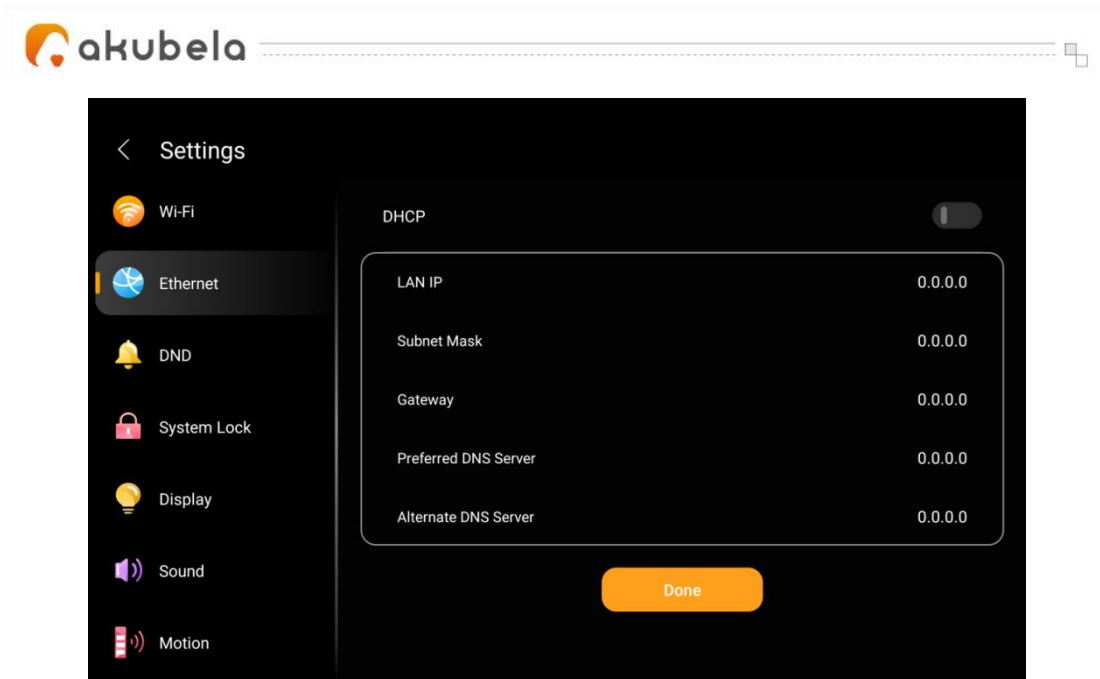 akubela
Settings
Wi-Fi
Ethernet
DND
System Lock
Display
Sound
Motion
DHCP
LAN IP 0.0.0.0
Subnet Mask 0.0.0.0
Gateway 0.0.0.0
Preferred DNS Server 0.0.0.0
Alternate DNS Server 0.0.0.0
Done